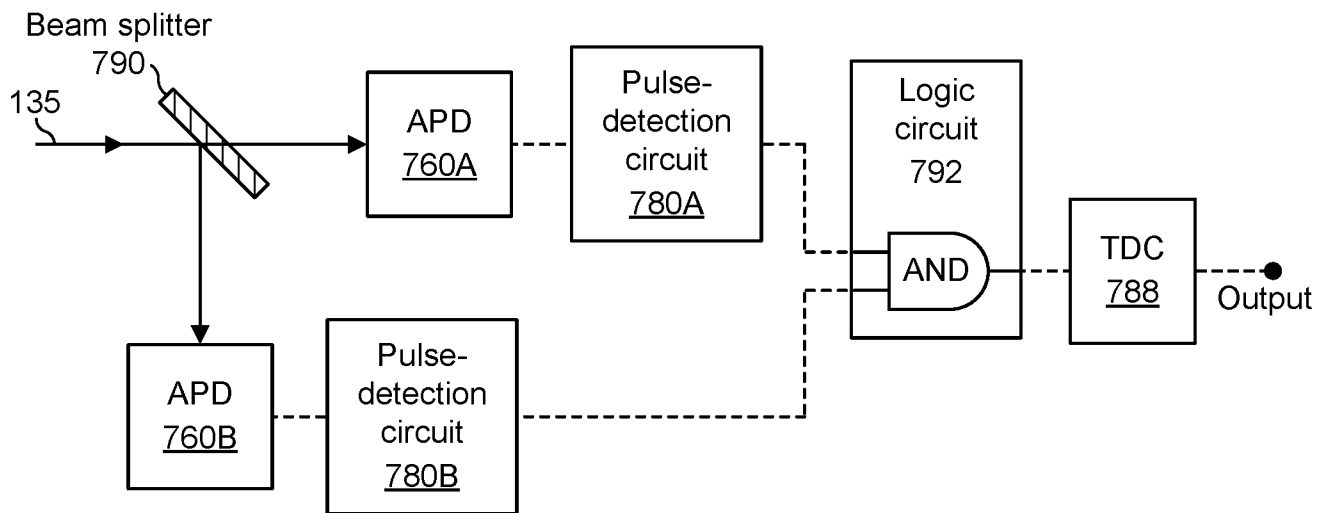 Beam splitter
790
135
APD
760A
Pulse-
detection
circuit
780A
Logic
circuit
792
AND
TDC
788
Output
APD
760B
Pulse-
detection
circuit
780B